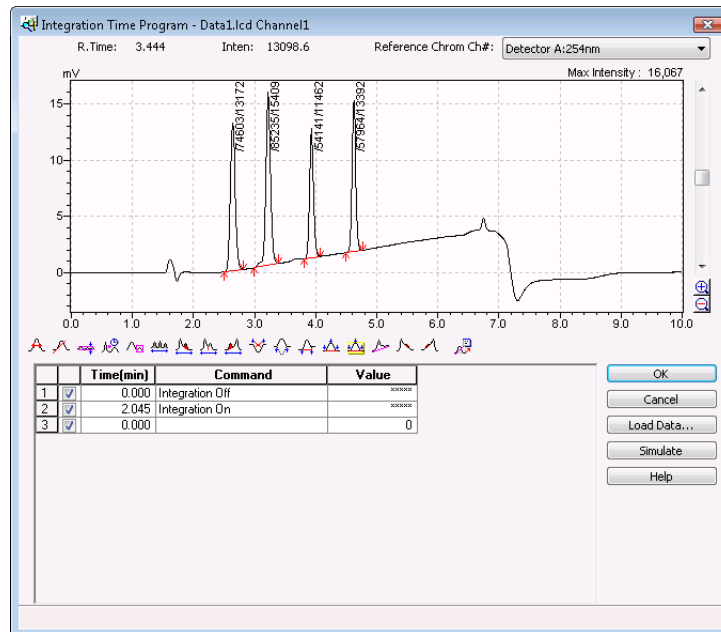 Integration Time Program - Data1.lcd Channel1
R.Time: 3.444 Inten: 13098.6 Reference Chrom Ch#: Detector A:254nm
mV Max Intensity : 16,067
/74603/13172
/85235/15409
/54141/11462
/57964/13392
15
10
5
0
0.0 1.0 2.0 3.0 4.0 5.0 6.0 7.0 8.0 9.0 10.0
Time(min) Command Value
1 0.000 Integration Off xxxxx
2 2.045 Integration On xxxxx
3 0.000 0
OK
Cancel
Load Data...
Simulate
Help